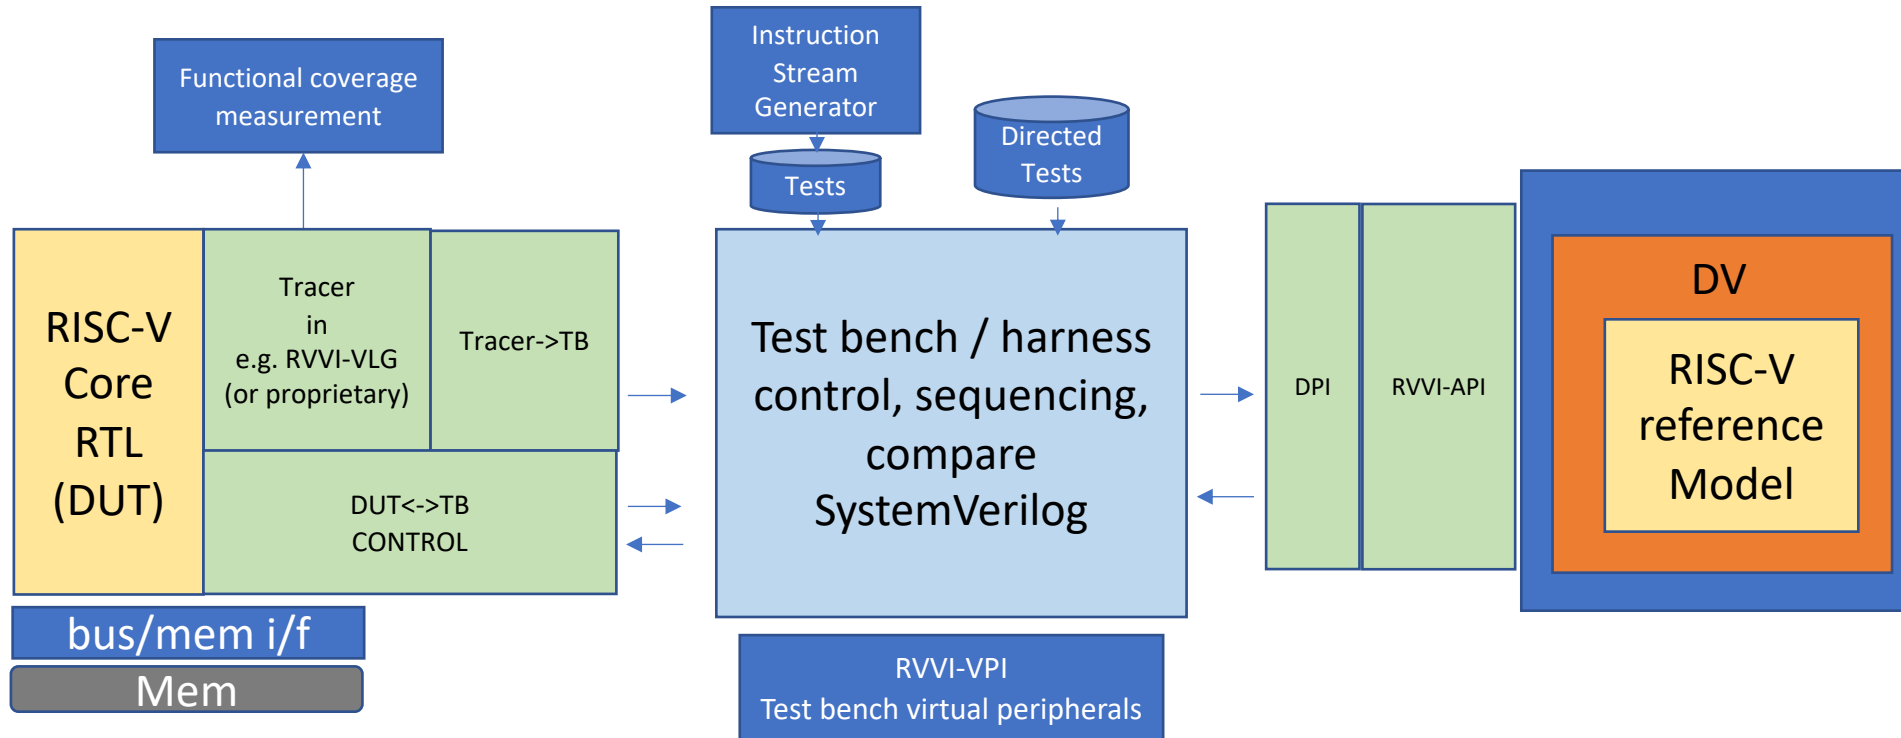 Functional coverage
measurement
Instruction
Stream
Generator
Tests
Directed
Tests
RISC-V
Core
RTL
(DUT)
Tracer
in
e.g. RVVI-VLG
(or proprietary)
Tracer->TB
DUT<->TB
CONTROL
bus/mem i/f
Mem
Test bench / harness
control, sequencing,
compare
SystemVerilog
RVVI-VPI
Test bench virtual peripherals
DPI
RVVI-API
DV
RISC-V
reference
Model